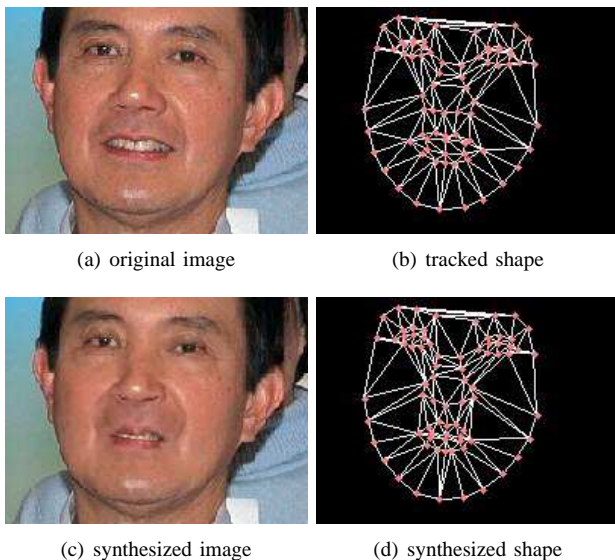 (a) original image
(b) tracked shape
(c) synthesized image
(d) synthesized shape